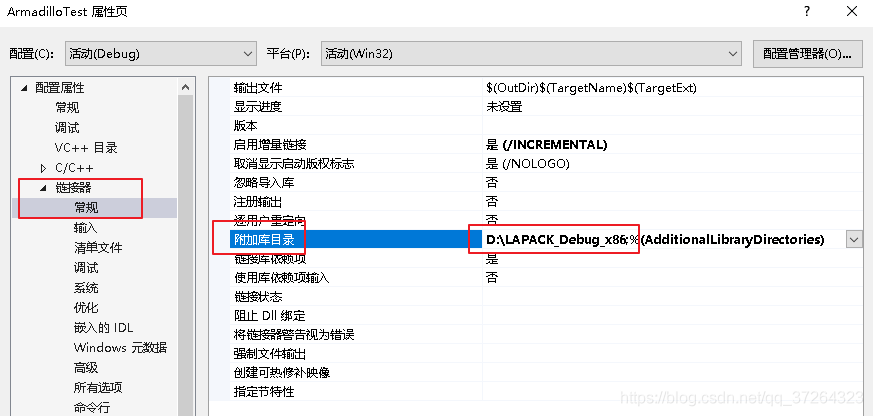 ArmadilloTest 属性页
配置(C): 活动(Debug) 平台(P): 活动(Win32) 配置管理器(O)...
配置属性
常规
调试
VC++ 目录
C/C++
链接器
常规
输入
清单文件
调试
系统
优化
嵌入的 IDL
Windows 元数据
高级
所有选项
命令行
输出文件 $(OutDir)$(TargetName)$(TargetExt)
显示进度 未设置
版本
启用增量链接 是 (/INCREMENTAL)
取消显示启动版权标志 是 (/NOLOGO)
忽略导入库 否
注册输出 否
逐用户重定向 否
附加库目录 D:\LAPACK_Debug_x86;%(AdditionalLibraryDirectories)
链接库依赖项 是
使用库依赖项输入 否
链接状态
阻止 Dll 绑定
将链接器警告视为错误
强制文件输出
创建可热修补映像
指定节特性
https://blog.csdn.net/qq_37264323